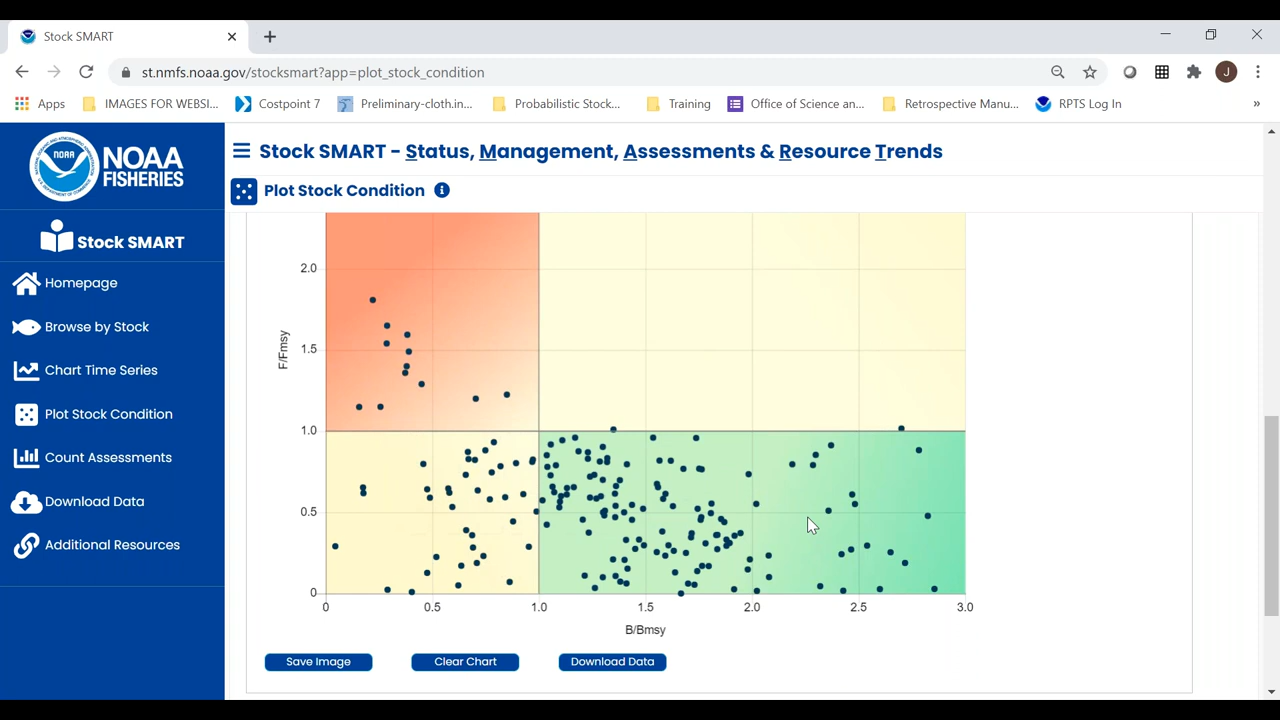 Stock SMART
st.nmfs.noaa.gov/stocksmart?app=plot_stock_condition
J
Apps IMAGES FOR WEBSI... Costpoint 7 Preliminary-cloth.in... Probabilistic Stock... Training Office of Science an... Retrospective Manu... RPTS Log In »
NOAA
NOAA
FISHERIES
Stock SMART – Status, Management, Assessments & Resource Trends
Plot Stock Condition
Stock SMART
Homepage
Browse by Stock
Chart Time Series
Plot Stock Condition
Count Assessments
Download Data
Additional Resources
2.0
1.5
1.0
0.5
0
F/Fmsy
0 0.5 1.0 1.5 2.0 2.5 3.0
B/Bmsy
Save Image Clear Chart Download Data